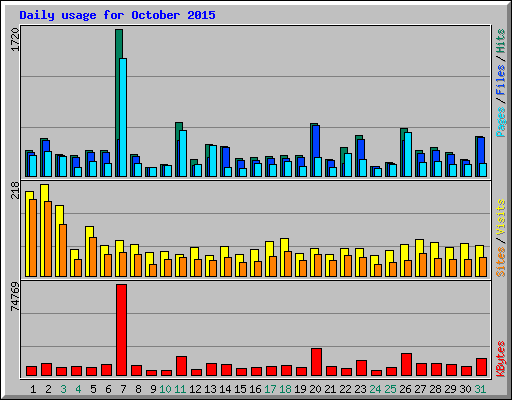 Daily usage for October 2015
1720
Pages / Files / Hits
218
Sites / Visits
74769
KBytes
1 2 3 4 5 6 7 8 9 10 11 12 13 14 15 16 17 18 19 20 21 22 23 24 25 26 27 28 29 30 31